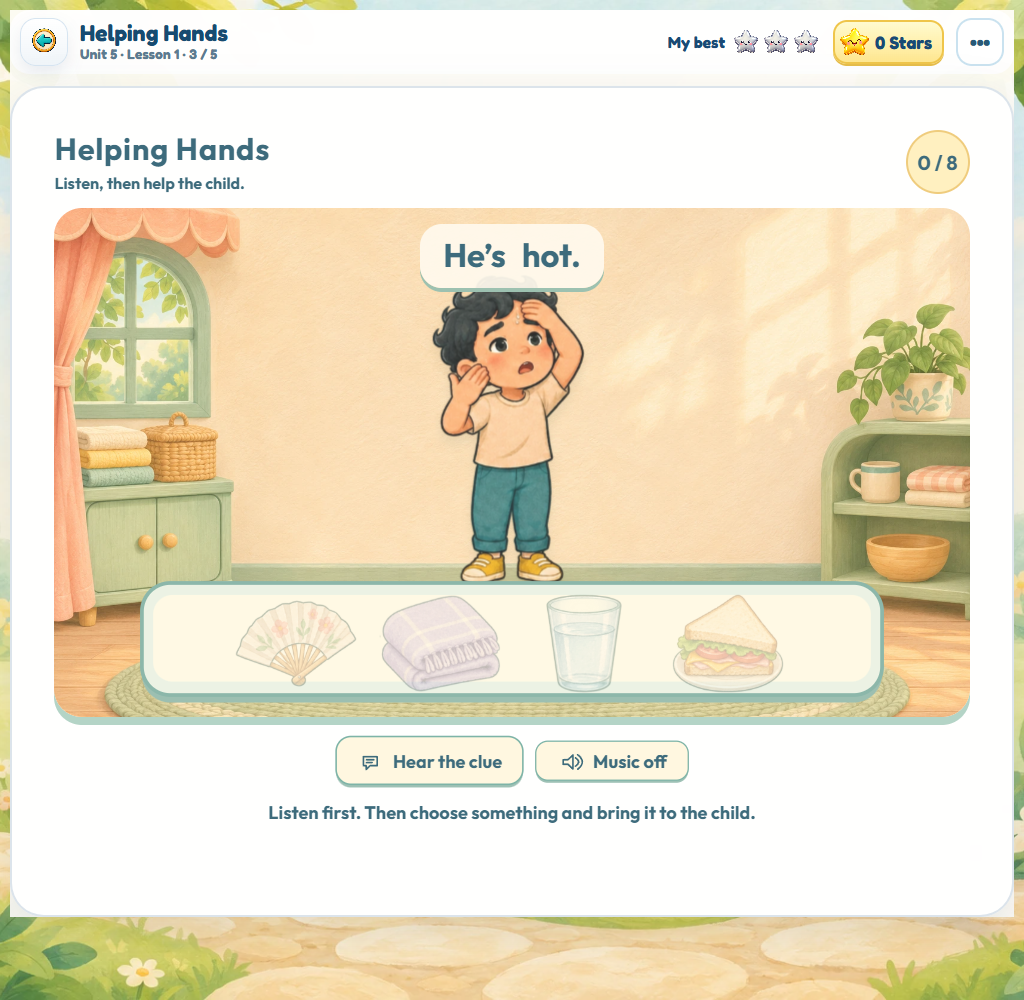 Helping Hands
Unit 5 · Lesson 1 · 3 / 5
My best
0 Stars
Helping Hands
Listen, then help the child.
0 / 8
He’s hot.
Hear the clue
Music off
Listen first. Then choose something and bring it to the child.